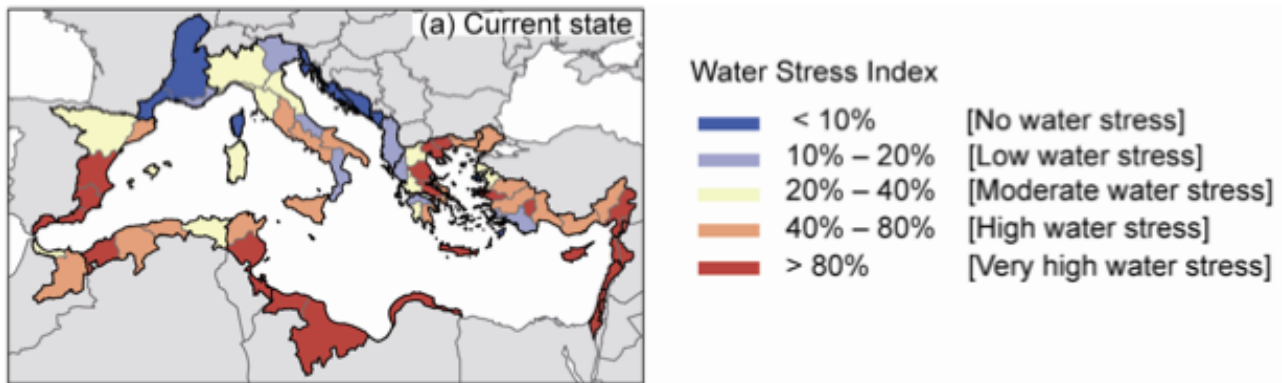 (a) Current state
Water Stress Index
< 10% [No water stress]
10% – 20% [Low water stress]
20% – 40% [Moderate water stress]
40% – 80% [High water stress]
> 80% [Very high water stress]